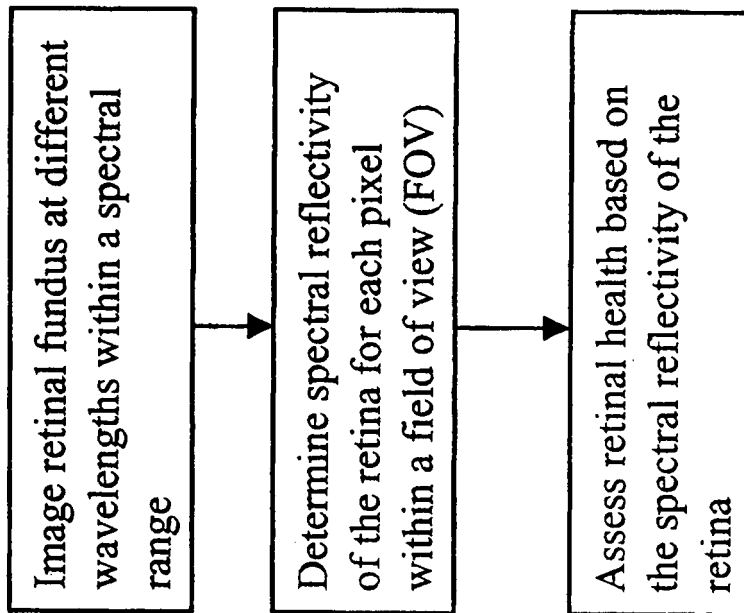 Image retinal fundus at different
wavelengths within a spectral
range
Determine spectral reflectivity
of the retina for each pixel
within a field of view (FOV)
Assess retinal health based on
the spectral reflectivity of the
retina